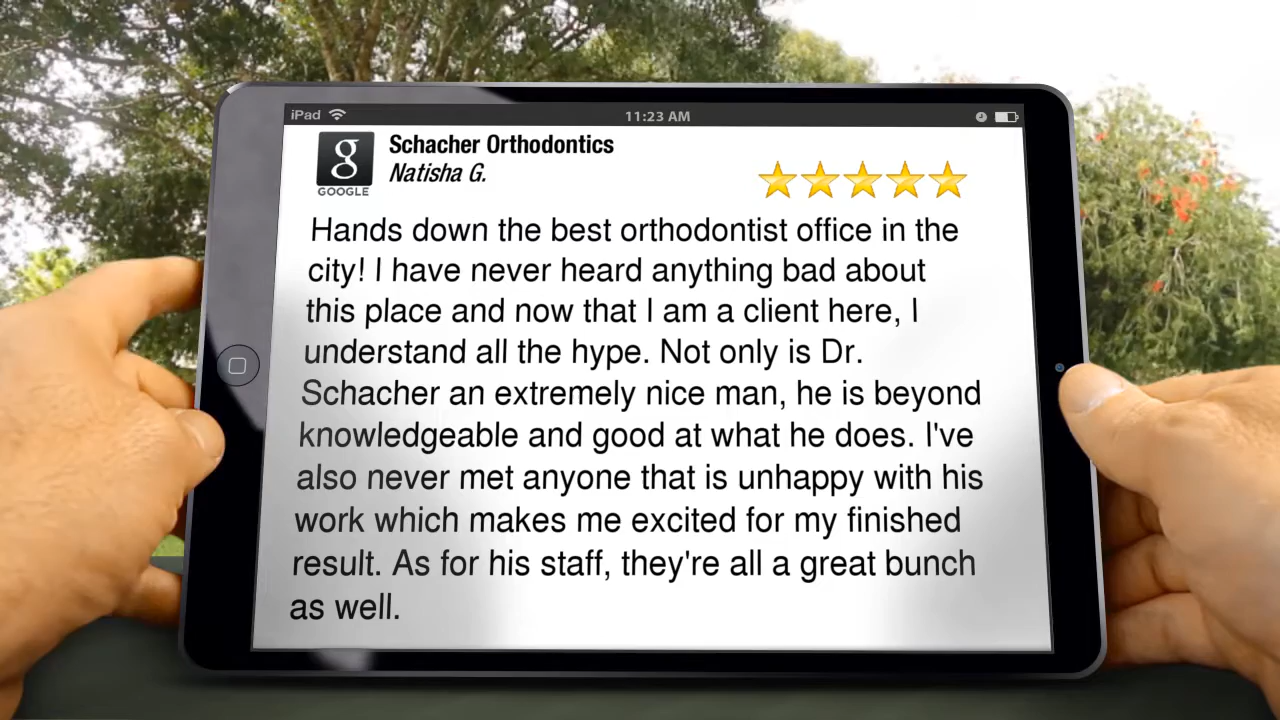 iPad
11:23 AM
g
GOOGLE
Schacher Orthodontics
Natisha G.
Hands down the best orthodontist office in the
city! I have never heard anything bad about
this place and now that I am a client here, I
understand all the hype. Not only is Dr.
Schacher an extremely nice man, he is beyond
knowledgeable and good at what he does. I've
also never met anyone that is unhappy with his
work which makes me excited for my finished
result. As for his staff, they're all a great bunch
as well.